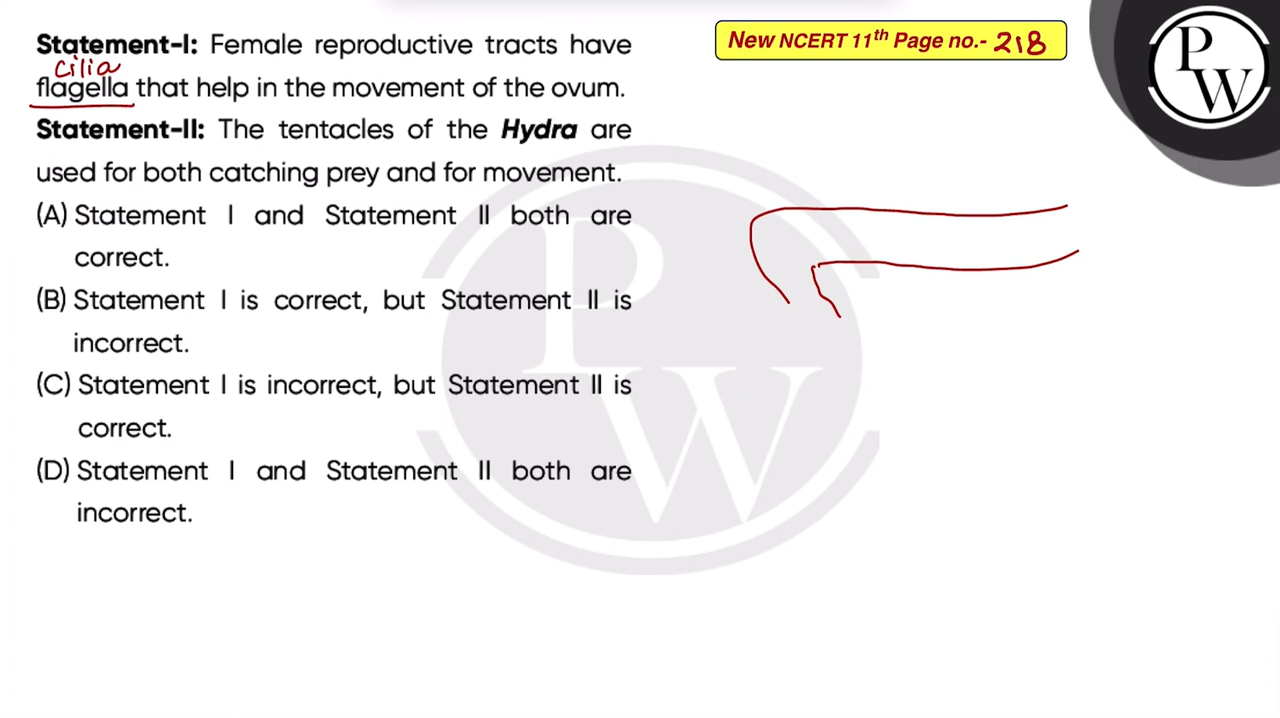 Statement-I: Female reproductive tracts have
cilia
flagella that help in the movement of the ovum.
Statement-II: The tentacles of the Hydra are
used for both catching prey and for movement.
(A) Statement I and Statement II both are
correct.
(B) Statement I is correct, but Statement II is
incorrect.
(C) Statement I is incorrect, but Statement II is
correct.
(D) Statement I and Statement II both are
incorrect.
New NCERT 11th Page no.- 218
P
W
P
W